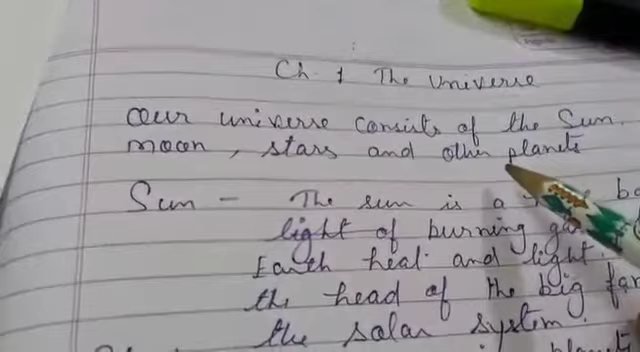 Ch. 1 The Universe
Our universe consists of the Sun,
moon, stars and other planets
Sun - The sun is a
light of burning
Earth heat and light.
the head of the big
the solar system.